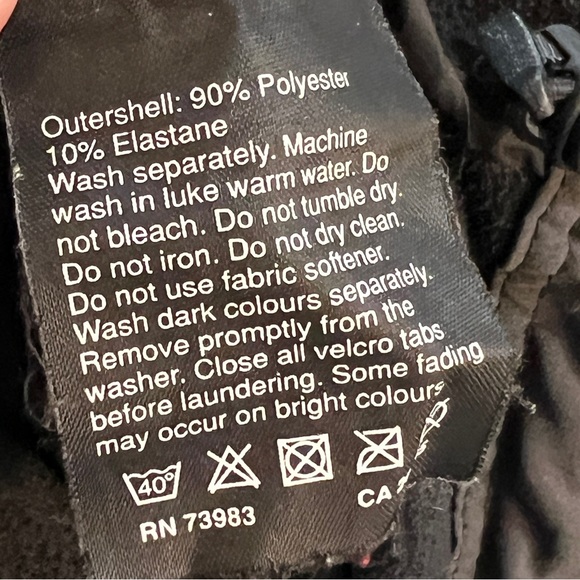 Outershell: 90% Polyester
10% Elastane
Wash separately. Machine
wash in luke warm water. Do
not bleach. Do not tumble dry.
Do not iron. Do not dry clean.
Do not use fabric softener.
Wash dark colours separately.
Remove promptly from the
washer. Close all velcro tabs
before laundering. Some fading
may occur on bright colours
40°
RN 73983
CA